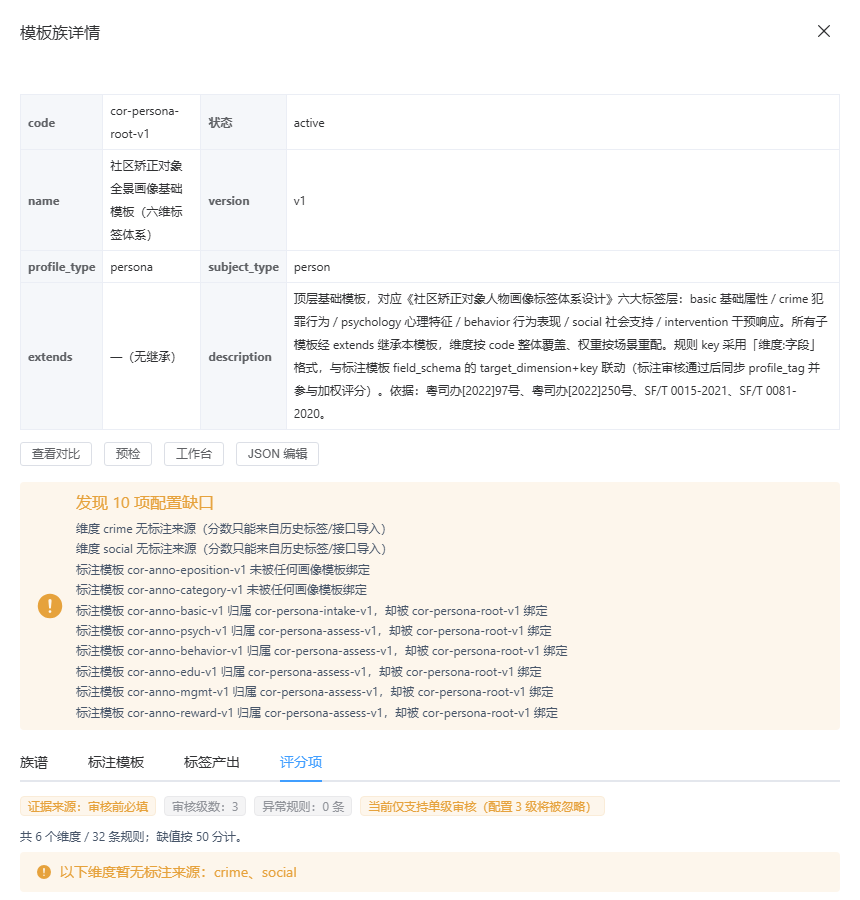 模板族详情
code
cor-persona-
root-v1
状态
active
name
社区矫正对象
全景画像基础
模板（六维标
签体系）
version
v1
profile_type
persona
subject_type
person
extends
—（无继承）
description
顶层基础模板，对应《社区矫正对象人物画像标签体系设计》六大标签层：basic 基础属性 / crime 犯
罪行为 / psychology 心理特征 / behavior 行为表现 / social 社会支持 / intervention 干预响应。所有子
模板经 extends 继承本模板，维度按 code 整体覆盖、权重按场景重配。规则 key 采用「维度:字段」
格式，与标注模板 field_schema 的 target_dimension+key 联动（标注审核通过后同步 profile_tag 并
参与加权评分）。依据：粤司办[2022]97号、粤司办[2022]250号、SF/T 0015-2021、SF/T 0081-
2020。
查看对比
预检
工作台
JSON 编辑
发现 10 项配置缺口
维度 crime 无标注来源（分数只能来自历史标签/接口导入）
维度 social 无标注来源（分数只能来自历史标签/接口导入）
标注模板 cor-anno-eposition-v1 未被任何画像模板绑定
标注模板 cor-anno-category-v1 未被任何画像模板绑定
标注模板 cor-anno-basic-v1 归属 cor-persona-intake-v1，却被 cor-persona-root-v1 绑定
标注模板 cor-anno-psych-v1 归属 cor-persona-assess-v1，却被 cor-persona-root-v1 绑定
标注模板 cor-anno-behavior-v1 归属 cor-persona-assess-v1，却被 cor-persona-root-v1 绑定
标注模板 cor-anno-edu-v1 归属 cor-persona-assess-v1，却被 cor-persona-root-v1 绑定
标注模板 cor-anno-mgmt-v1 归属 cor-persona-assess-v1，却被 cor-persona-root-v1 绑定
标注模板 cor-anno-reward-v1 归属 cor-persona-assess-v1，却被 cor-persona-root-v1 绑定
族谱
标注模板
标签产出
评分项
证据来源：审核前必填
审核级数：3
异常规则：0 条
当前仅支持单级审核（配置 3 级将被忽略）
共 6 个维度 / 32 条规则；缺值按 50 分计。
以下维度暂无标注来源：crime、social